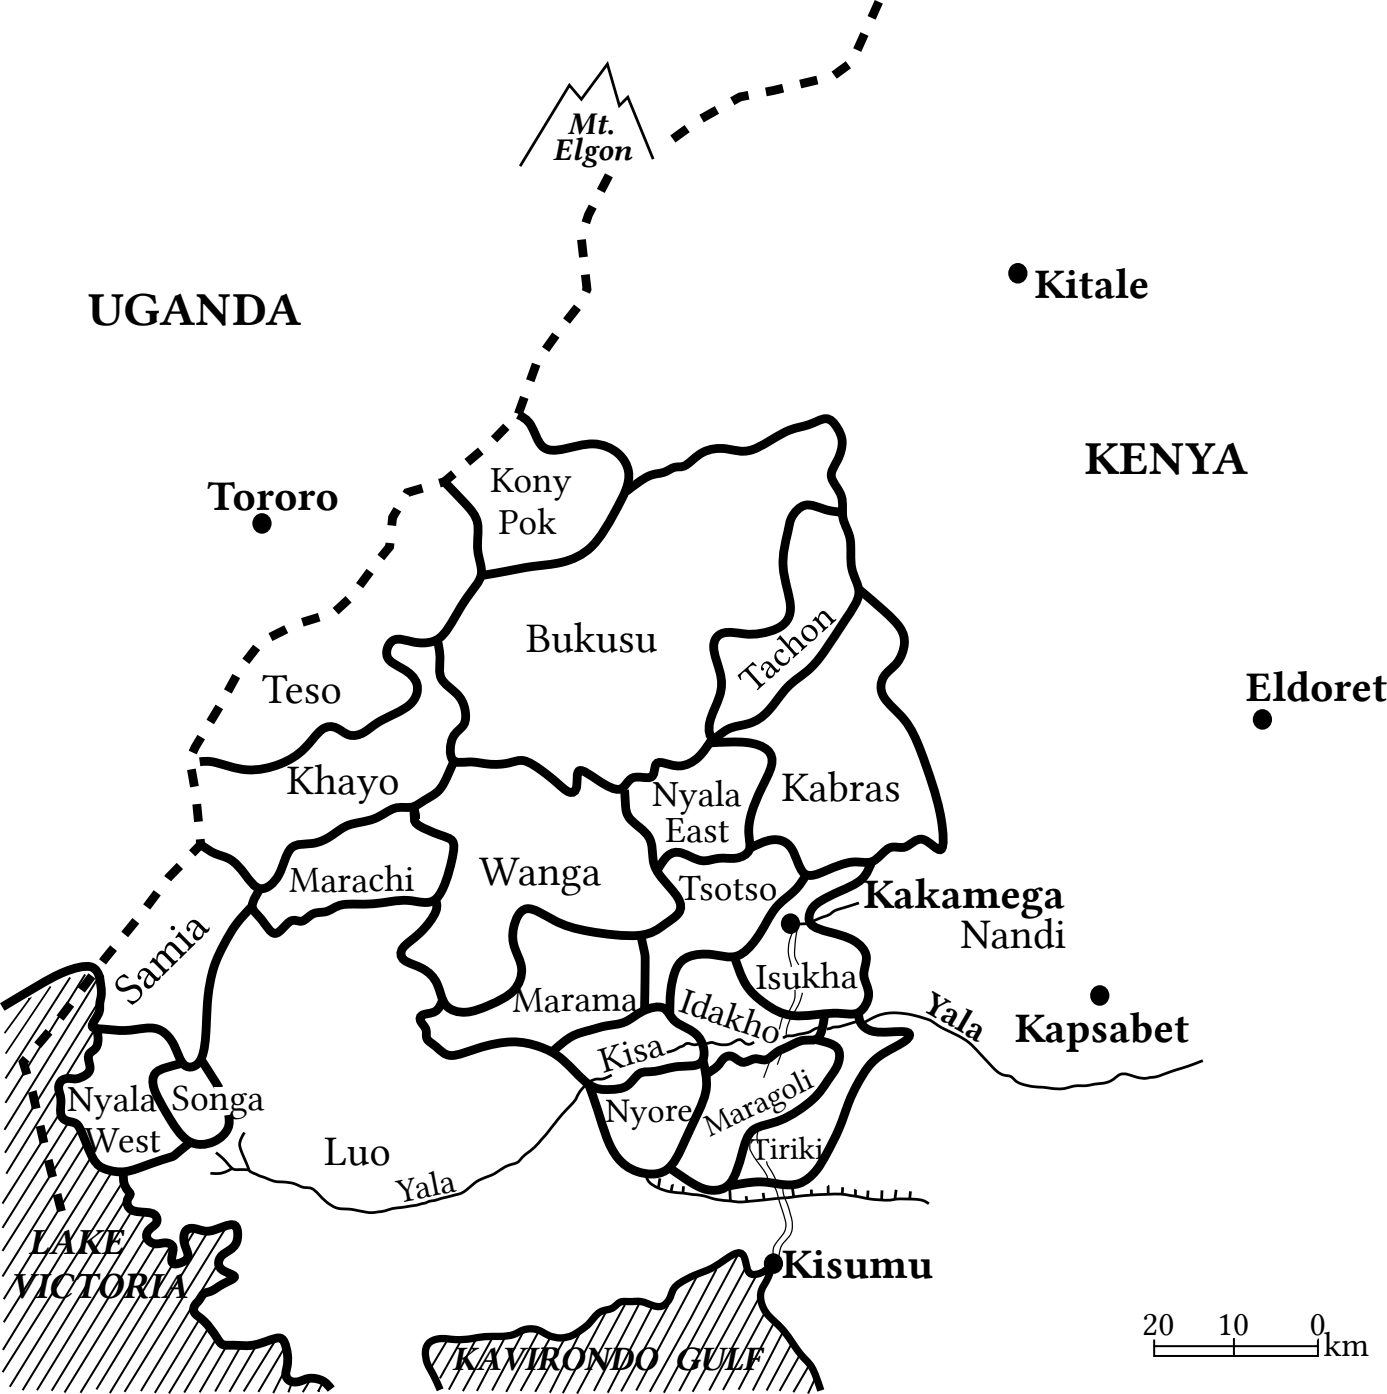 Mt.
Elgon
Kitale
UGANDA
KENYA
Kony
Pok
Tororo
Bukusu
Tachon
Teso
Eldoret
Khayo
Kabras
Nyala
East
Marachi
Wanga
Tsotso
Kakamega
Nandi
Samia
Isukha
Marama
Idakho
Yala
Kapsabet
Kisa
Nyala
West
Songa
Nyore
Maragoli
Luo
Tiriki
Yala
LAKE
VICTORIA
Kisumu
KAVIRONDO GULF
20 10 0
km